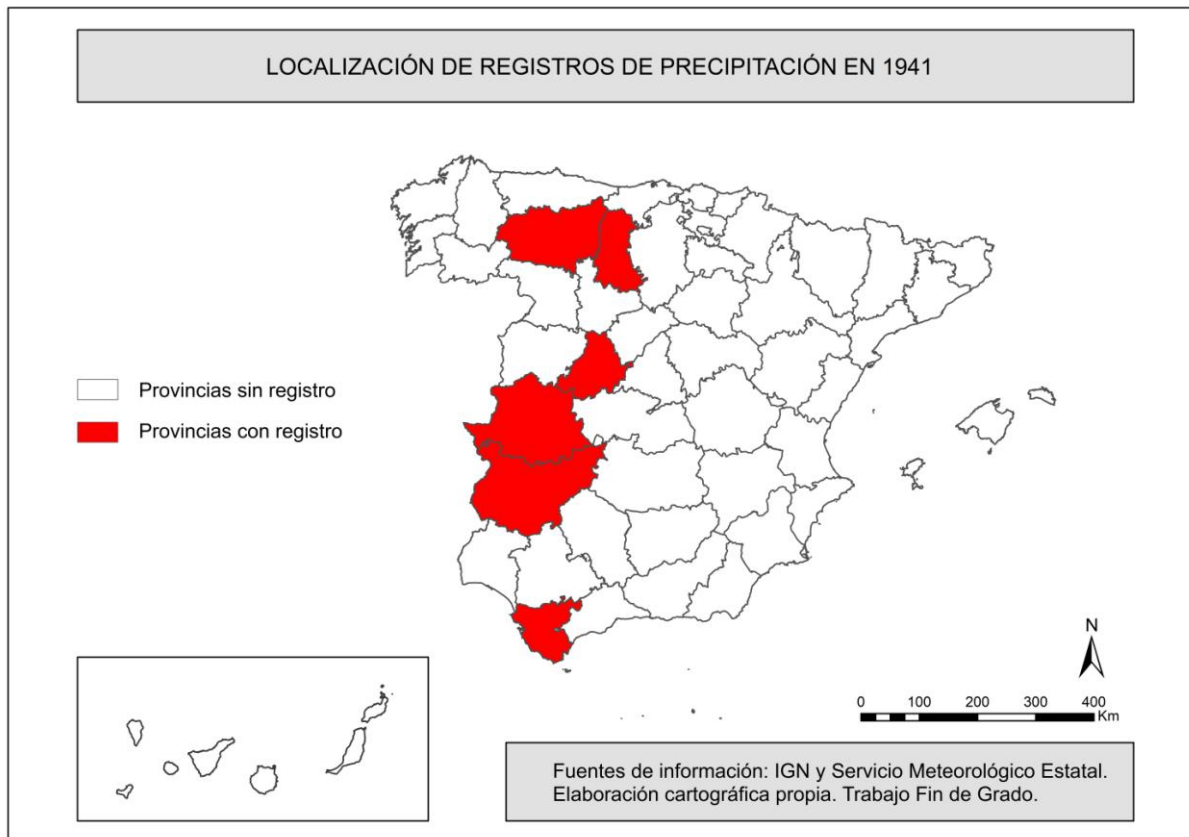 LOCALIZACIÓN DE REGISTROS DE PRECIPITACIÓN EN 1941
Provincias sin registro
Provincias con registro
N
0 100 200 300 400
Km
Fuentes de información: IGN y Servicio Meteorológico Estatal.
Elaboración cartográfica propia. Trabajo Fin de Grado.